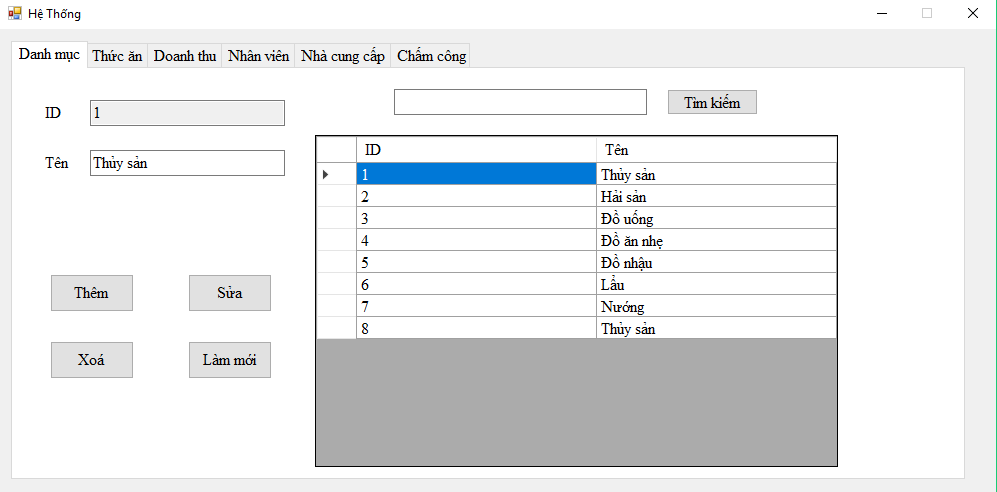 Hệ Thống
Danh mục Thức ăn Doanh thu Nhân viên Nhà cung cấp Chấm công
Tìm kiếm
ID 1
Tên Thủy sản
ID Tên
1 Thủy sản
2 Hải sản
3 Đồ uống
4 Đồ ăn nhẹ
5 Đồ nhậu
6 Lẩu
7 Nướng
8 Thủy sản
Thêm Sửa
Xoá Làm mới